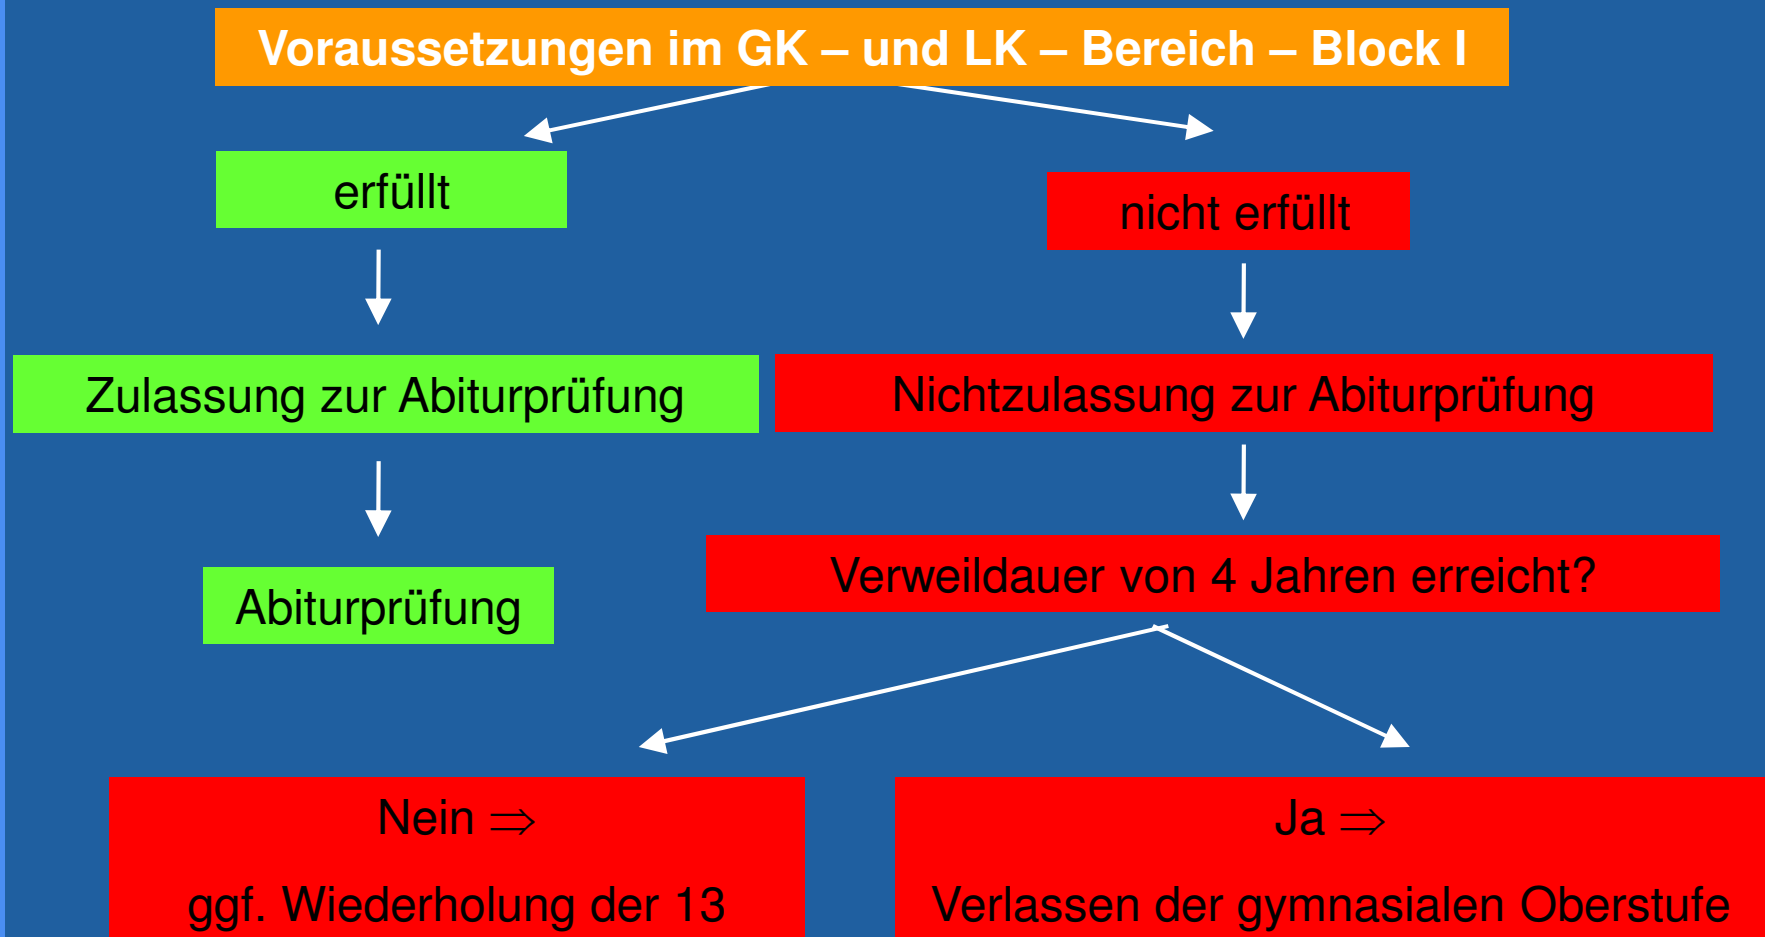 Voraussetzungen im GK – und LK – Bereich – Block I
erfüllt
nicht erfüllt
Zulassung zur Abiturprüfung
Nichtzulassung zur Abiturprüfung
Abiturprüfung
Verweildauer von 4 Jahren erreicht?
Nein ⇒
ggf. Wiederholung der 13
Ja ⇒
Verlassen der gymnasialen Oberstufe